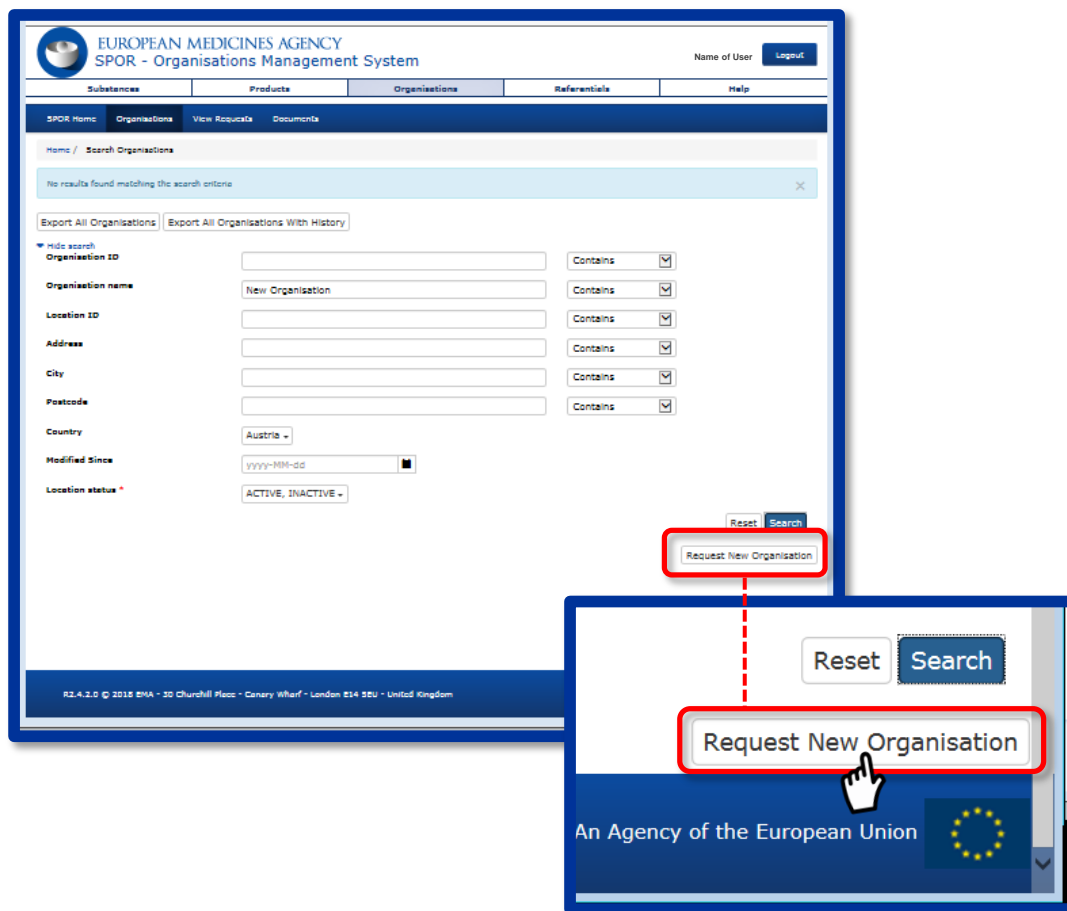 EUROPEAN MEDICINES AGENCY
SPOR - Organisations Management System
Name of User
Logout
Substances Products Organisations Referentials Help
SPOR Home Organisations View Requests Documents
Home / Search Organisations
No results found matching the search criteria
Export All Organisations Export All Organisations With History
Hide search
Organisation ID Contains
Organisation name New Organisation Contains
Location ID Contains
Address Contains
City Contains
Postcode Contains
Country Austria
Modified Since yyyy-MM-dd
Location status * ACTIVE, INACTIVE
Reset Search
Request New Organisation
R2.4.2.0 © 2018 EMA - 30 Churchill Place - Canary Wharf - London E14 5EU - United Kingdom
Reset Search
Request New Organisation
An Agency of the European Union